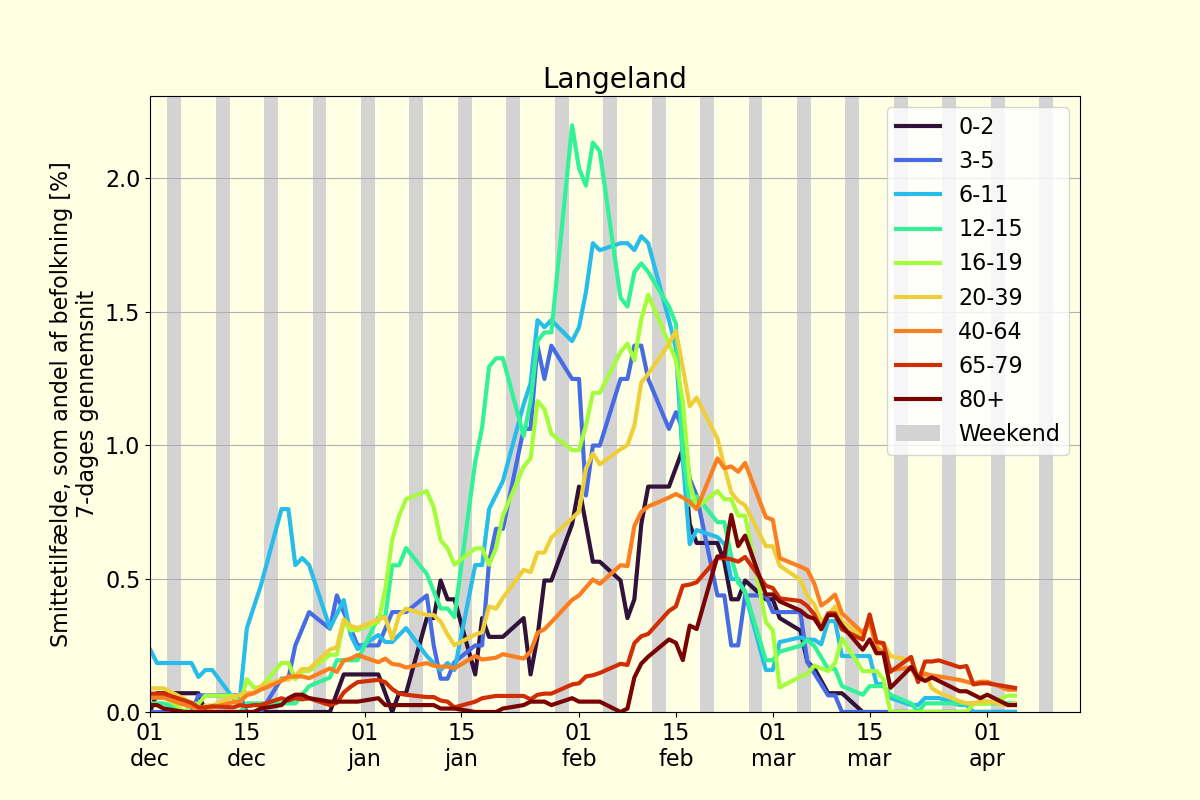 Langeland
Smittetilfælde, som andel af befolkning [%]
7-dages gennemsnit
2.0
1.5
1.0
0.5
0.0
01 15 01 15 01 15 01 15 01
dec dec jan jan feb feb mar mar apr
0-2
3-5
6-11
12-15
16-19
20-39
40-64
65-79
80+
Weekend